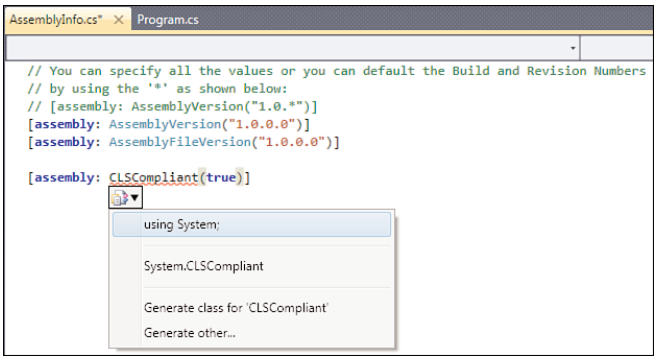 AssemblyInfo.cs* × Program.cs
// You can specify all the values or you can default the Build and Revision Numbers
// by using the '*' as shown below:
// [assembly: AssemblyVersion("1.0.*")]
[assembly: AssemblyVersion("1.0.0.0")]
[assembly: AssemblyFileVersion("1.0.0.0")]
[assembly: CLSCompliant(true)]
using System;
System.CLSCompliant
Generate class for 'CLSCompliant'
Generate other...